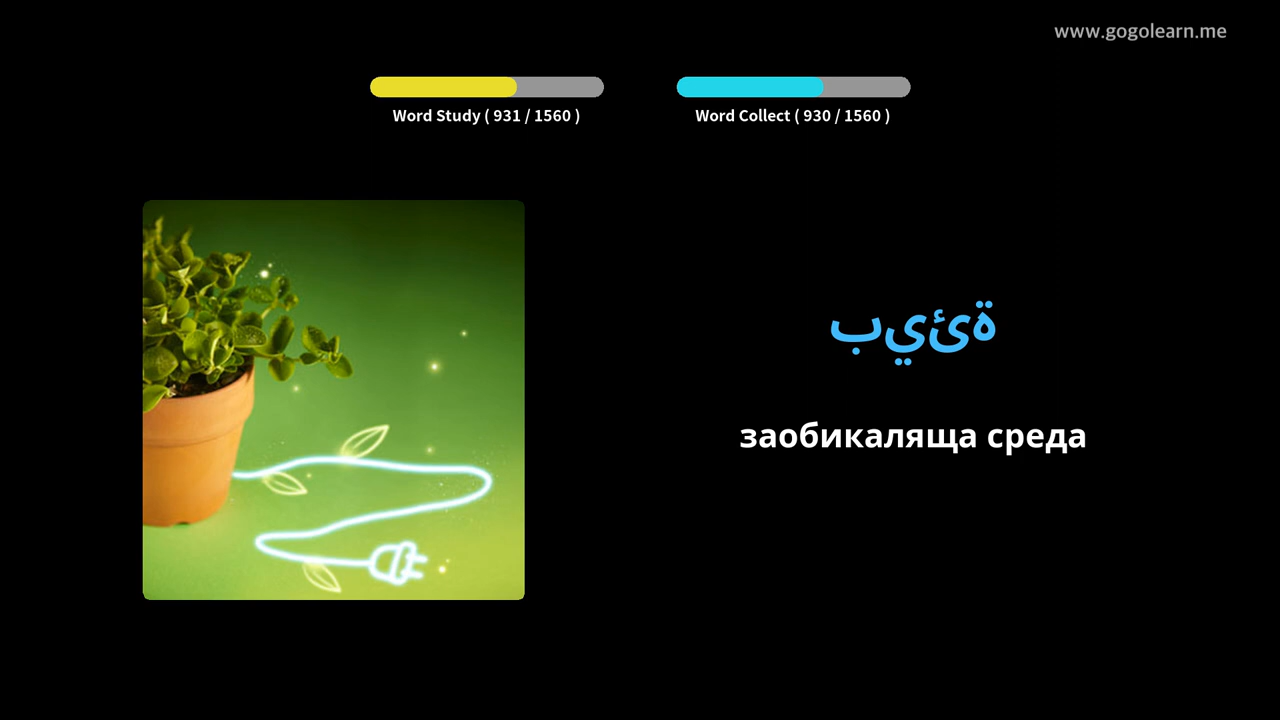 www.gogolearn.me
Word Study ( 931 / 1560 )
Word Collect ( 930 / 1560 )
بيئة
заобикаляща среда